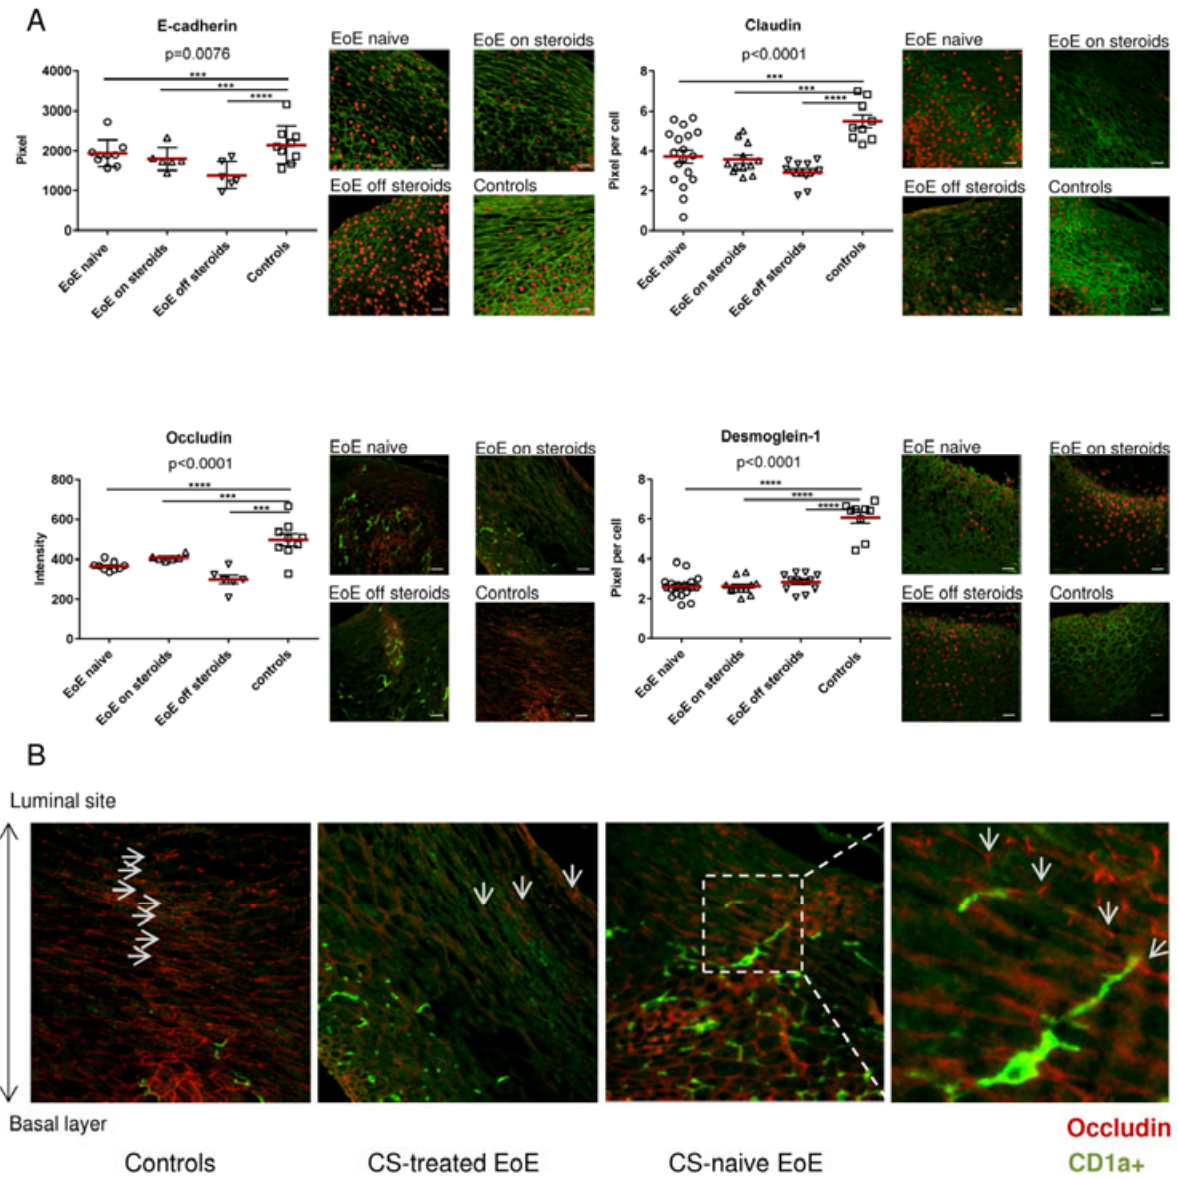 A
E-cadherin
p=0.0076
Pixel
4000
3000
2000
1000
0
***
***
****
EoE naive
EoE on steroids
EoE off steroids
Controls
EoE naive
EoE on steroids
EoE off steroids
Controls
Claudin
p<0.0001
Pixel per cell
8
6
4
2
0
***
***
****
EoE naive
EoE on steroids
EoE off steroids
controls
EoE naive
EoE on steroids
EoE off steroids
Controls
Occludin
p<0.0001
Intensity
800
600
400
200
0
****
***
***
EoE naive
EoE on steroids
EoE off steroids
controls
EoE naive
EoE on steroids
EoE off steroids
Controls
Desmoglein-1
p<0.0001
Pixel per cell
8
6
4
2
0
****
****
****
EoE naive
EoE on steroids
EoE off steroids
Controls
EoE naive
EoE on steroids
EoE off steroids
Controls
B
Luminal site
Basal layer
Controls
CS-treated EoE
CS-naive EoE
Occludin
CD1a+